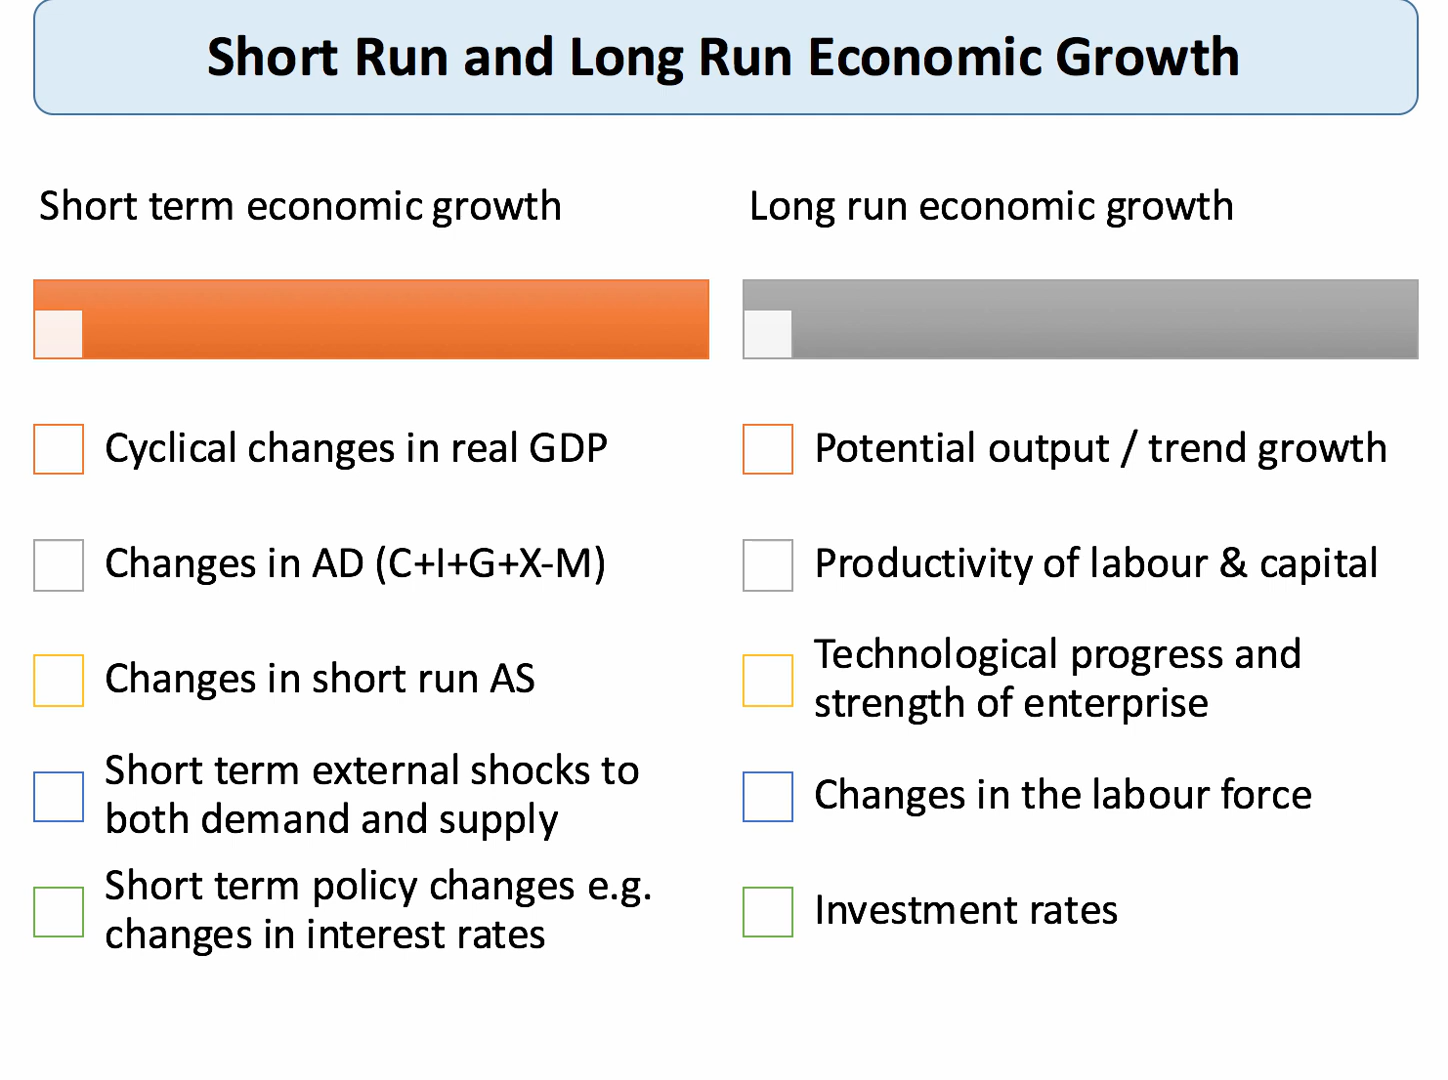 Short Run and Long Run Economic Growth
Short term economic growth
Cyclical changes in real GDP
Changes in AD (C+I+G+X-M)
Changes in short run AS
Short term external shocks to
both demand and supply
Short term policy changes e.g.
changes in interest rates
Long run economic growth
Potential output / trend growth
Productivity of labour & capital
Technological progress and
strength of enterprise
Changes in the labour force
Investment rates